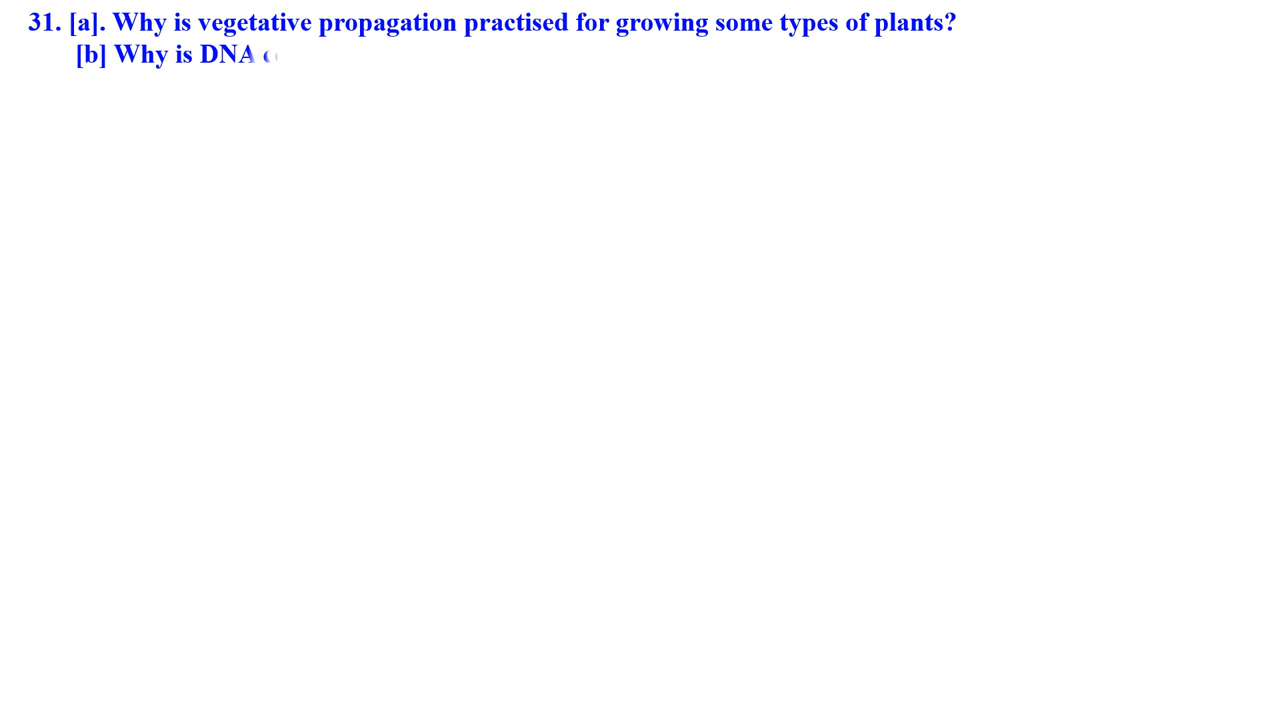 31. [a]. Why is vegetative propagation practised for growing some types of plants?
[b] Why is DNA